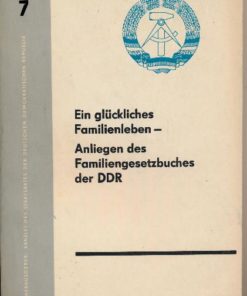 7
Ein glückliches
Familienleben –
Anliegen des
Familiengesetzbuches
der DDR